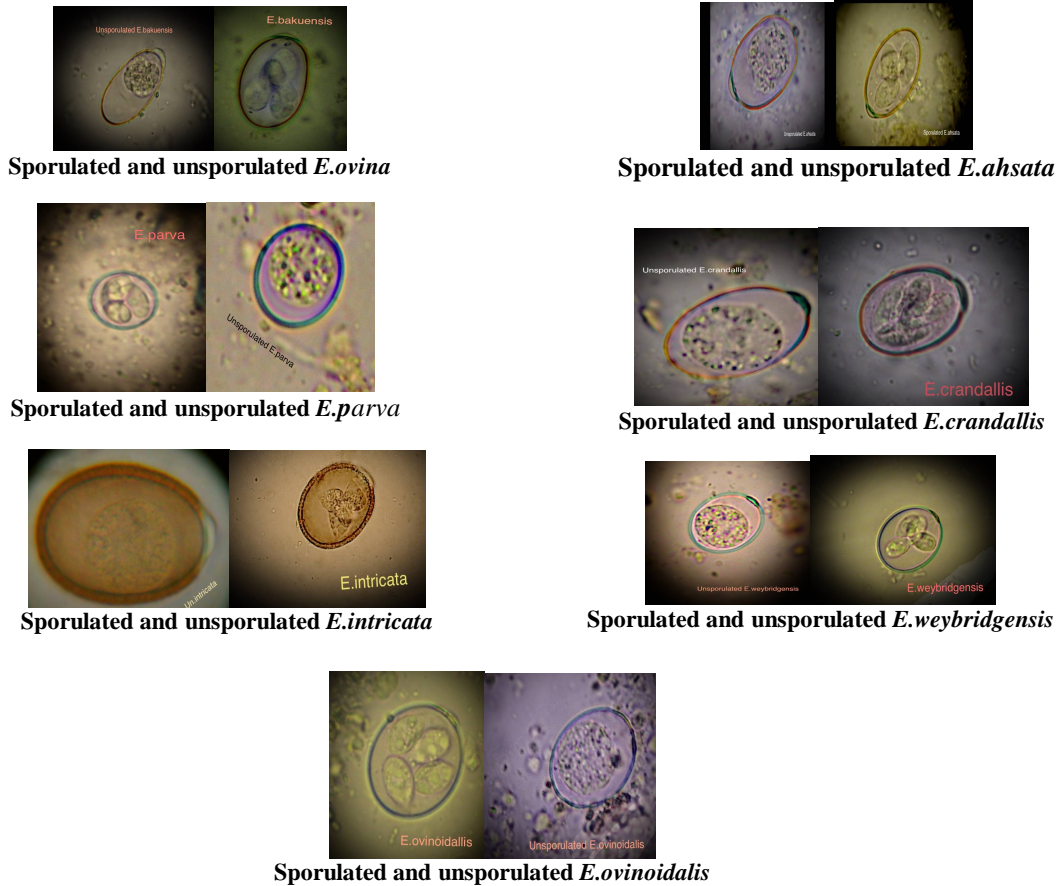 Unsporulated E.bakuensis
E.bakuensis
Sporulated and unsporulated E.ovina
Unsporulated E.ahsata
Sporulated E.ahsata
Sporulated and unsporulated E.ahsata
E.parva
Unsporulated E.parva
Sporulated and unsporulated E.parva
Unsporulated E.crandallis
E.crandallis
Sporulated and unsporulated E.crandallis
Un.intricata
E.intricata
Sporulated and unsporulated E.intricata
Unsporulated E.weybridgensis
E.weybridgensis
Sporulated and unsporulated E.weybridgensis
E.ovinoidallis
Unsporulated E.ovinoidalis
Sporulated and unsporulated E.ovinoidalis